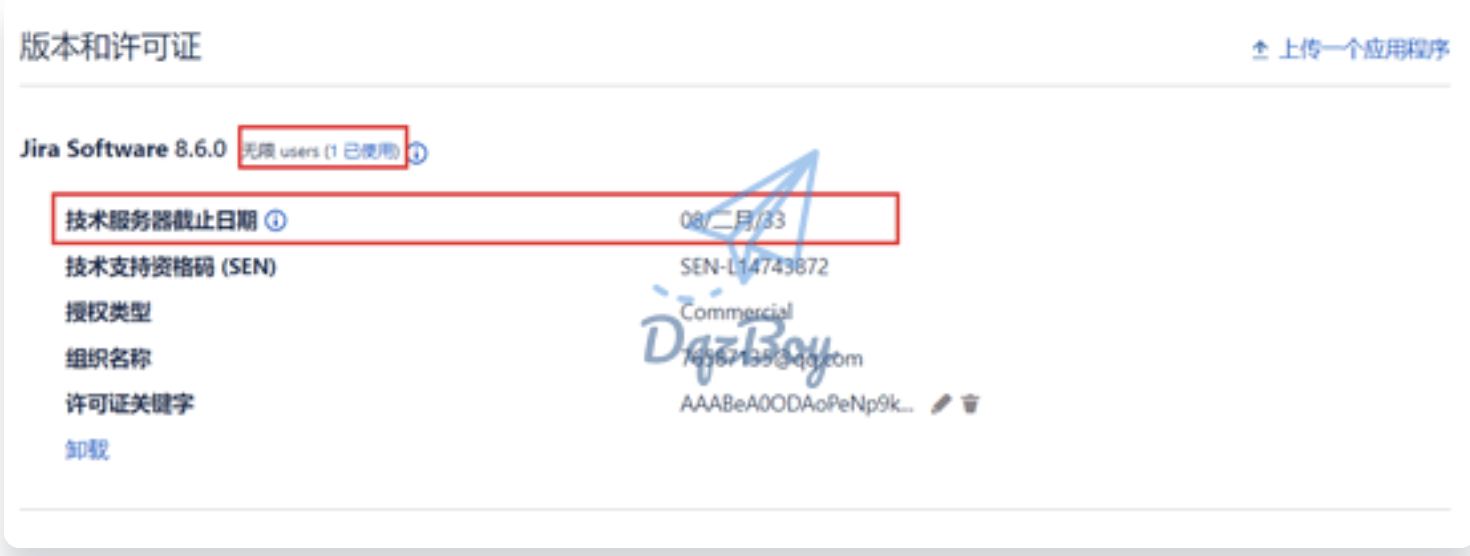 版本和许可证
上传一个应用程序
Jira Software 8.6.0 无限 users (1 已使用)
技术服务器截止日期 08/二月/33
技术支持资格码 (SEN) SEN-L14743872
授权类型 Commercial
组织名称 76587135@qq.com
许可证关键字 AAABeA0ODAoPeNp9k...
卸载
DqzBoy